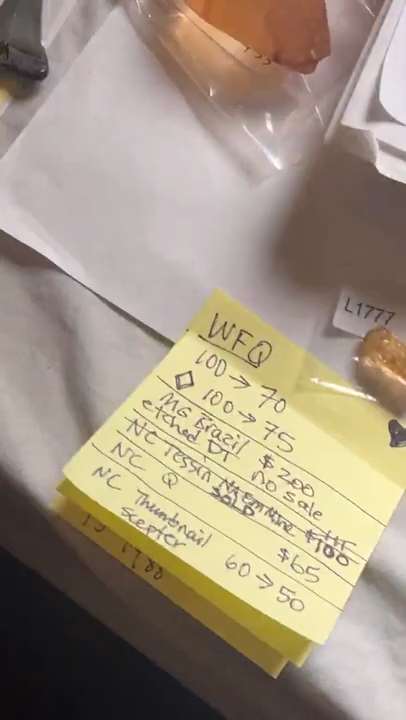 L1777
WFQ
100 → 70
◇ 100 → 75
MG Brazil $200
etched DT no sale
NC Tessin
SOLD $100
NC Q $65
NC Thumbnail
scepter 60 → 50